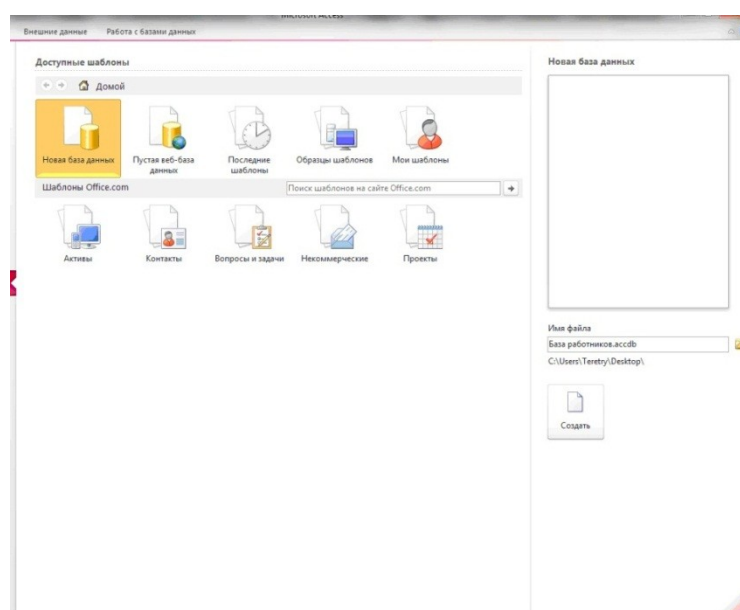 Microsoft Access
Внешние данные Работа с базами данных
Доступные шаблоны
Домой
Новая база данных
Пустая веб-база данных
Последние шаблоны
Образцы шаблонов
Мои шаблоны
Шаблоны Office.com
Поиск шаблонов на сайте Office.com
Активы
Контакты
Вопросы и задачи
Некоммерческие
Проекты
Новая база данных
Имя файла
База работников.accdb
C:\Users\Teretry\Desktop\
Создать